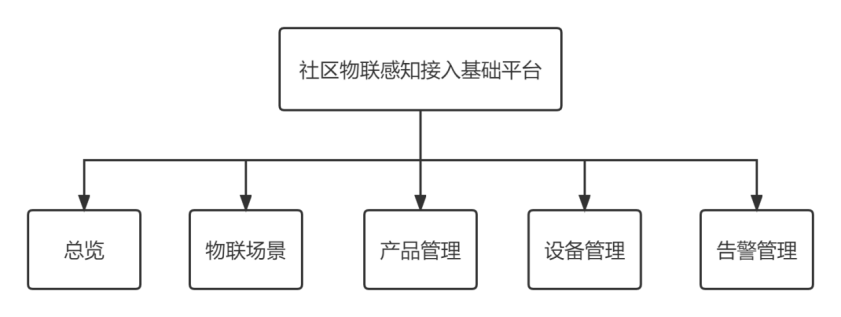 社区物联感知接入基础平台
总览
物联场景
产品管理
设备管理
告警管理